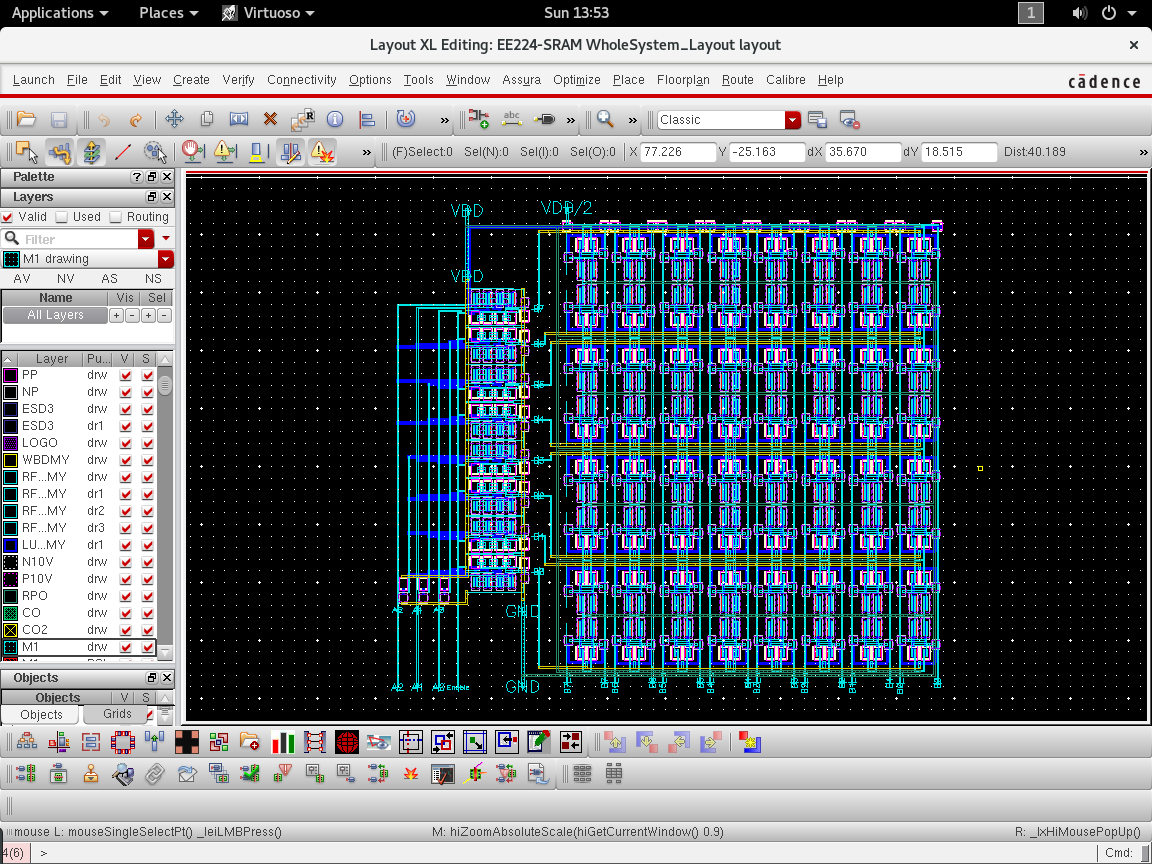 Applications Places Virtuoso Sun 13:53 1
Layout XL Editing: EE224-SRAM WholeSystem_Layout layout ×
Launch File Edit View Create Verify Connectivity Options Tools Window Assura Optimize Place Floorplan Route Calibre Help cādence
R » abc » » Classic
» (F)Select:0 Sel(N):0 Sel(I):0 Sel(O):0 X 77.226 Y -25.163 dX 35.670 dY 18.515 Dist:40.189 »
Palette ?
Layers
Valid Used Routing
Filter
M1 drawing
AV NV AS NS
Name Vis Sel
All Layers + - + -
Layer Pu... V S
PP drw
NP drw
ESD3 drw
ESD3 dr1
LOGO drw
WBDMY drw
RF...MY drw
RF...MY dr1
RF...MY dr2
RF...MY dr3
LU...MY dr1
N10V drw
P10V drw
RPO drw
CO drw
CO2 drw
M1 drw
Objects
Objects V S
Objects Grids
VDD VDD/2
VDD
A2 A1 A0 GND
A2 A1 A0 Enable GND
mouse L: mouseSingleSelectPt() _leiLMBPress() M: hiZoomAbsoluteScale(hiGetCurrentWindow() 0.9) R: _lxHiMousePopUp()
4(6) > Cmd: